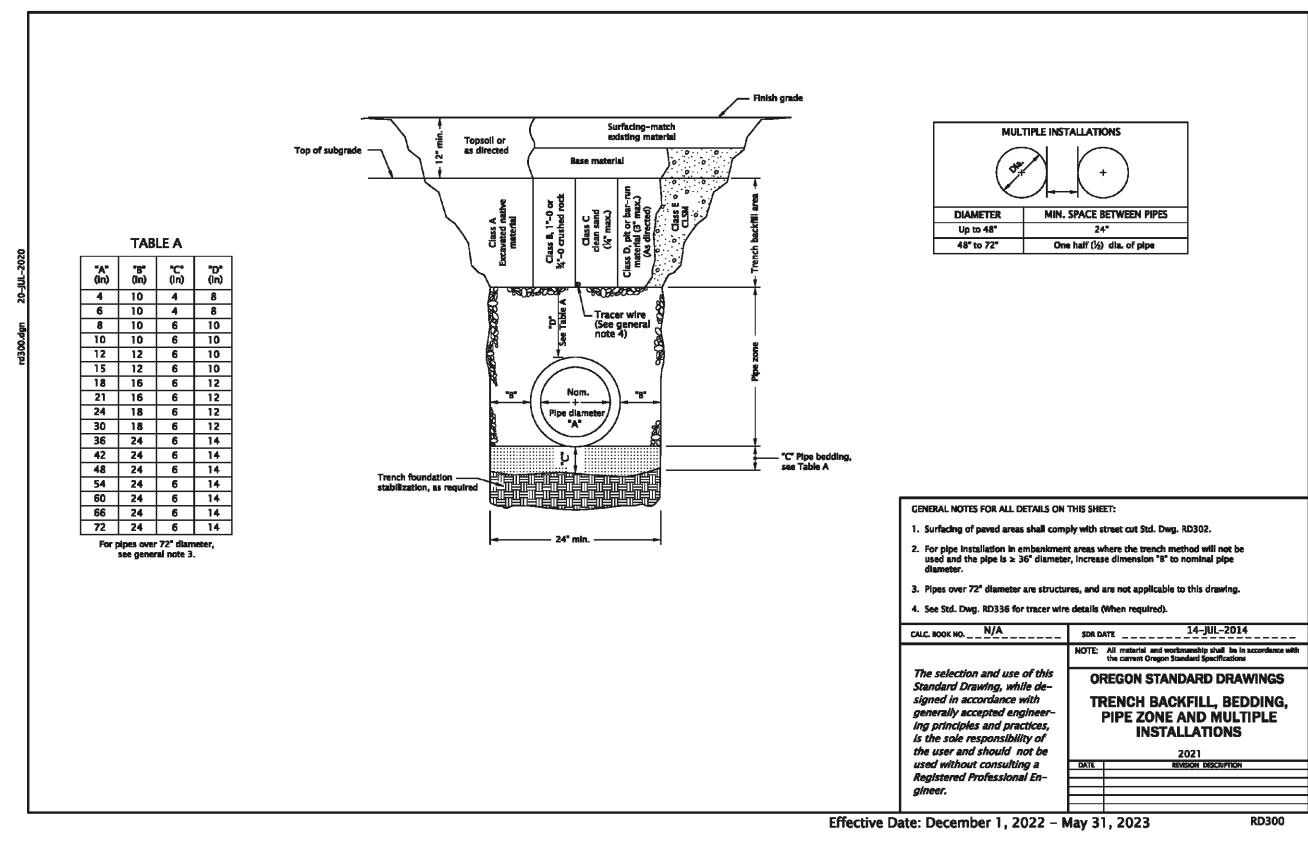 Finish grade
Surfacing-match
existing material
Topsoil or
as directed
12" min.
Top of subgrade
Base material
Class A
Excavated native
material
Class B, 1"-0 or
¾"-0 crushed rock
Class C
clean sand
(¼" max.)
Class D, pit or bar-run
material (3" max.)
(As directed)
Class E
CLSM
Trench backfill area
Tracer wire
(See general
note 4)
"D"
See Table A
Pipe zone
"B"
Nom.
Pipe diameter
"A"
"B"
"C"
"C" Pipe bedding,
see Table A
Trench foundation
stabilization, as required
24" min.
MULTIPLE INSTALLATIONS
Dia.
DIAMETER MIN. SPACE BETWEEN PIPES
Up to 48" 24"
48" to 72" One half (½) dia. of pipe
rd300.dgn 20-JUL-2020
TABLE A
"A" "B" "C" "D"
(in) (in) (in) (in)
4 10 4 8
6 10 4 8
8 10 6 10
10 10 6 10
12 12 6 10
15 12 6 10
18 16 6 12
21 16 6 12
24 18 6 12
30 18 6 12
36 24 6 14
42 24 6 14
48 24 6 14
54 24 6 14
60 24 6 14
66 24 6 14
72 24 6 14
For pipes over 72" diameter,
see general note 3.
GENERAL NOTES FOR ALL DETAILS ON THIS SHEET:
1. Surfacing of paved areas shall comply with street cut Std. Dwg. RD302.
2. For pipe installation in embankment areas where the trench method will not be
used and the pipe is ≥ 36" diameter, increase dimension "B" to nominal pipe
diameter.
3. Pipes over 72" diameter are structures, and are not applicable to this drawing.
4. See Std. Dwg. RD336 for tracer wire details (When required).
CALC. BOOK NO. N/A
SDR DATE 14-JUL-2014
NOTE: All material and workmanship shall be in accordance with
the current Oregon Standard Specifications
The selection and use of this
Standard Drawing, while de-
signed in accordance with
generally accepted engineer-
ing principles and practices,
is the sole responsibility of
the user and should not be
used without consulting a
Registered Professional En-
gineer.
OREGON STANDARD DRAWINGS
TRENCH BACKFILL, BEDDING,
PIPE ZONE AND MULTIPLE
INSTALLATIONS
2021
DATE REVISION DESCRIPTION
Effective Date: December 1, 2022 - May 31, 2023
RD300